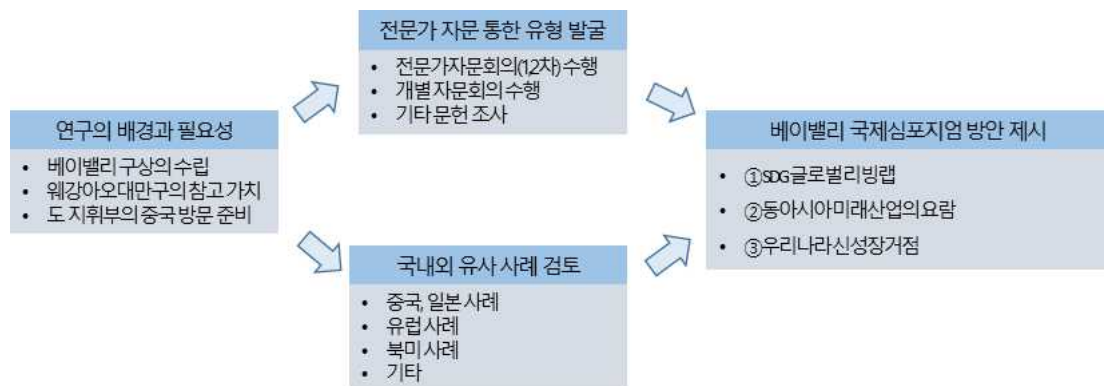 연구의 배경과 필요성
• 베이밸리 구상의 수립
• 웨강아오대만구의 참고 가치
• 도 지휘부의 중국 방문 준비
전문가 자문 통한 유형 발굴
• 전문가자문회의(1,2차) 수행
• 개별 자문회의 수행
• 기타 문헌 조사
국내외 유사 사례 검토
• 중국, 일본 사례
• 유럽 사례
• 북미 사례
• 기타
베이밸리 국제심포지엄 방안 제시
• ①SDG글로벌리빙랩
• ②동아시아미래산업의요람
• ③우리나라신성장거점